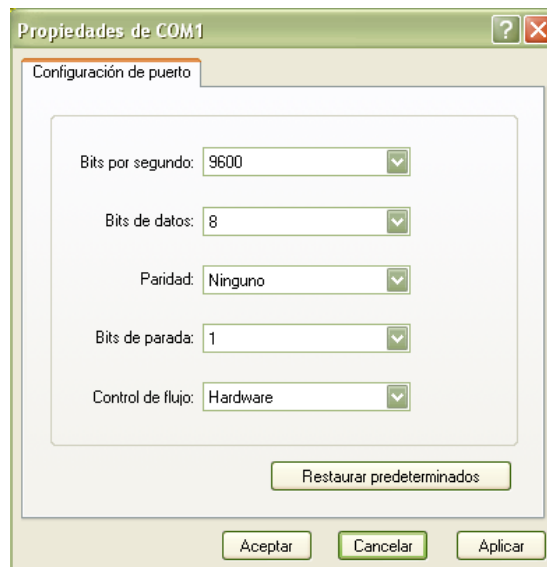 Propiedades de COM1
Configuración de puerto
Bits por segundo: 9600
Bits de datos: 8
Paridad: Ninguno
Bits de parada: 1
Control de flujo: Hardware
Restaurar predeterminados
Aceptar Cancelar Aplicar